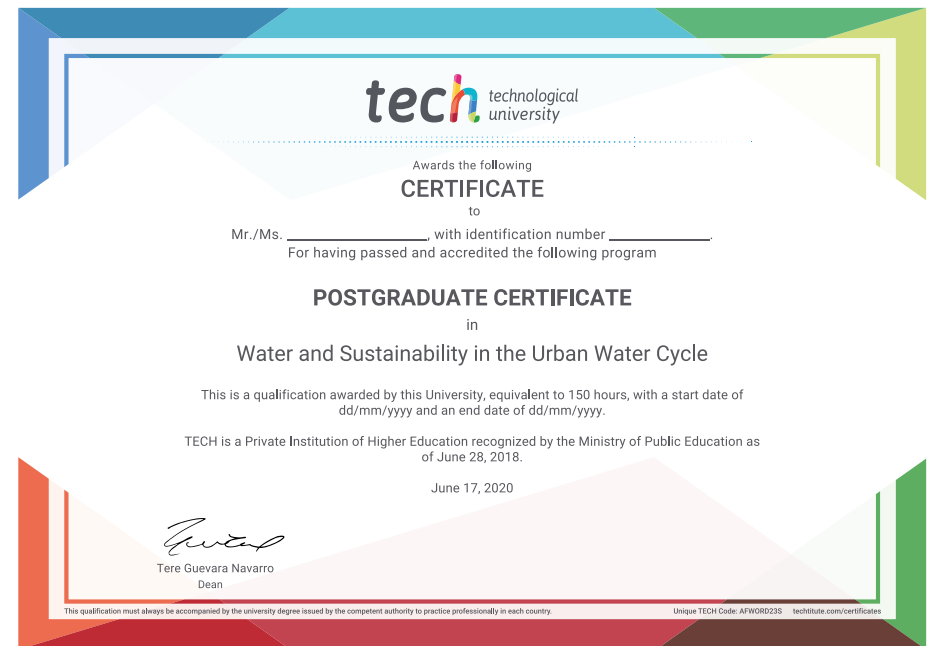 tech technological
university
Awards the following
CERTIFICATE
to
Mr./Ms. ____________________, with identification number ______________.
For having passed and accredited the following program
POSTGRADUATE CERTIFICATE
in
Water and Sustainability in the Urban Water Cycle
This is a qualification awarded by this University, equivalent to 150 hours, with a start date of
dd/mm/yyyy and an end date of dd/mm/yyyy.
TECH is a Private Institution of Higher Education recognized by the Ministry of Public Education as
of June 28, 2018.
June 17, 2020
Tere Guevara Navarro
Dean
This qualification must always be accompanied by the university degree issued by the competent authority to practice professionally in each country. Unique TECH Code: AFWORD23S techtitute.com/certificates